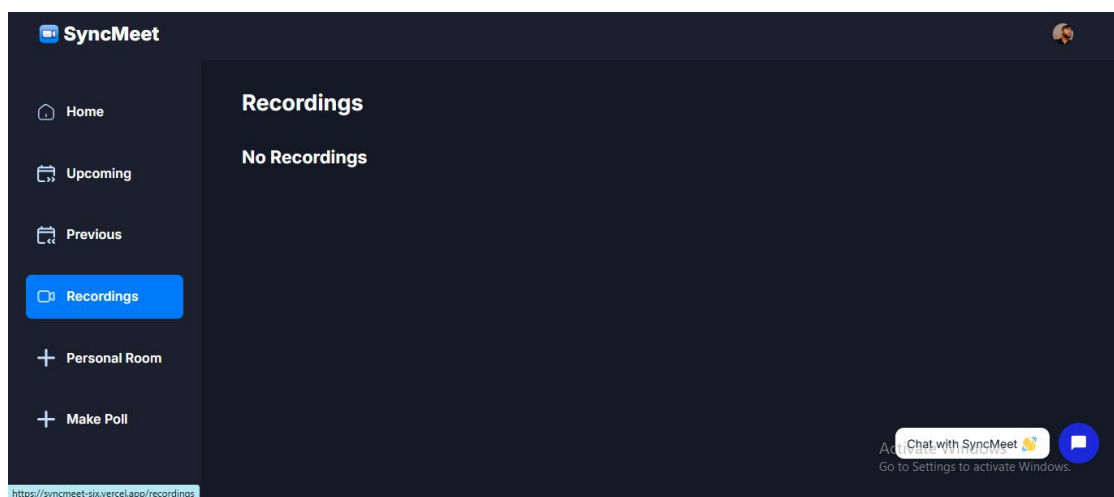 SyncMeet
Home
Upcoming
Previous
Recordings
Personal Room
Make Poll
Recordings
No Recordings
Chat with SyncMeet 👋
Activate Windows
Go to Settings to activate Windows.
https://syncmeet-six.vercel.app/recordings